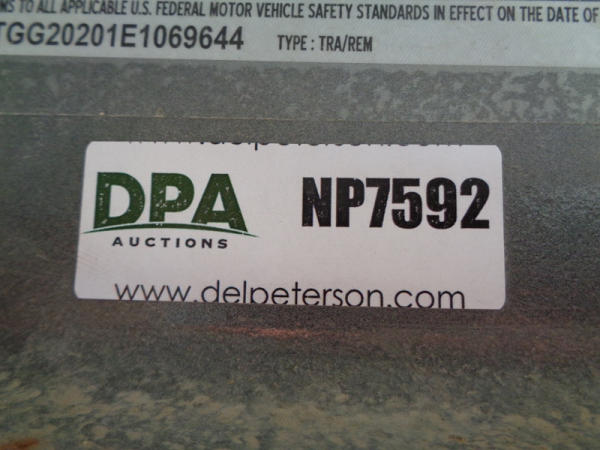 TO ALL APPLICABLE U.S. FEDERAL MOTOR VEHICLE SAFETY STANDARDS IN EFFECT ON THE DATE OF
TGG20201E1069644 TYPE : TRA/REM
DPA NP7592
AUCTIONS
www.delpeterson.com